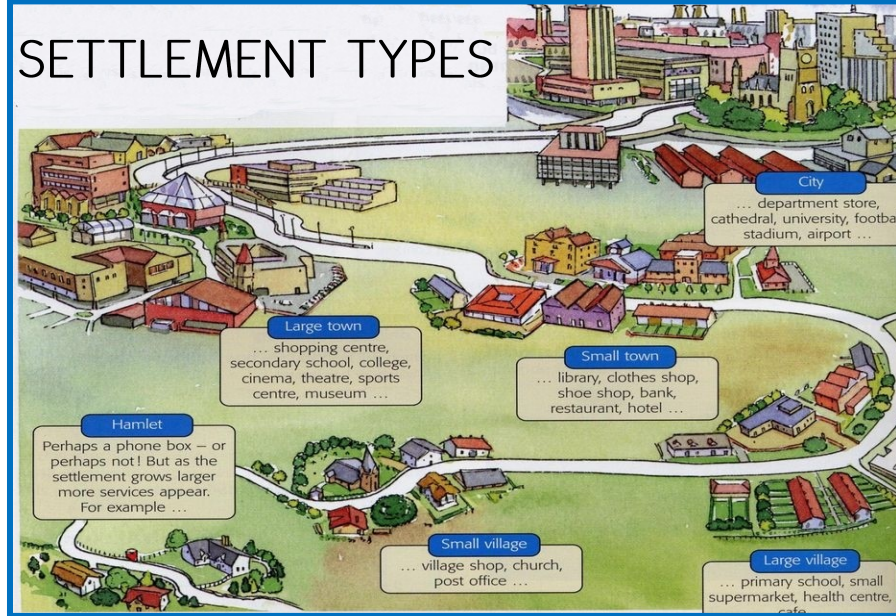 SETTLEMENT TYPES
City
... department store,
cathedral, university, footba
stadium, airport ...
Large town
... shopping centre,
secondary school, college,
cinema, theatre, sports
centre, museum ...
Small town
... library, clothes shop,
shoe shop, bank,
restaurant, hotel ...
Hamlet
Perhaps a phone box – or
perhaps not! But as the
settlement grows larger
more services appear.
For example ...
Small village
... village shop, church,
post office ...
Large village
... primary school, small
supermarket, health centre,
cafe